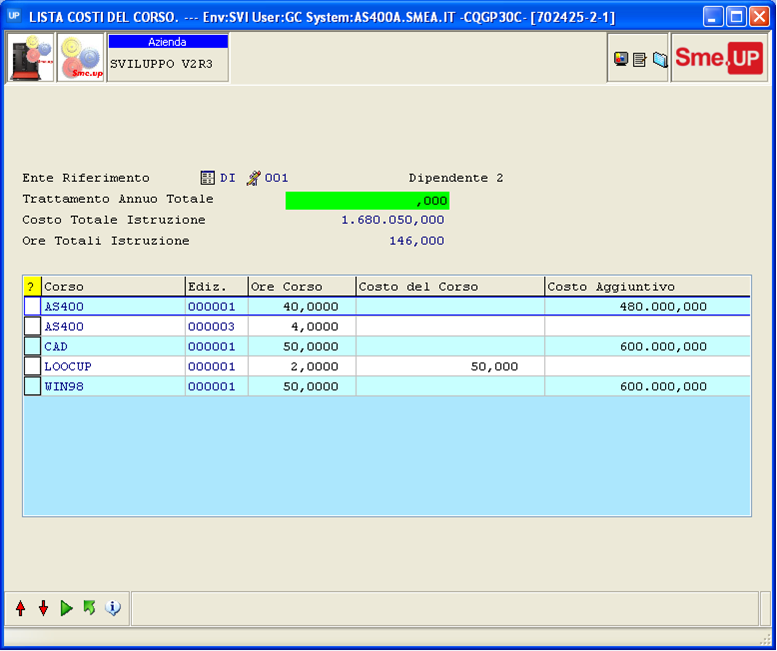 UP LISTA COSTI DEL CORSO. --- Env:SVI User:GC System:AS400A.SMEA.IT -CQGP30C- [702425-2-1]
Sme.up Azienda Sme.UP
SVILUPPO V2R3
Ente Riferimento DI 001 Dipendente 2
Trattamento Annuo Totale ,000
Costo Totale Istruzione 1.680.050,000
Ore Totali Istruzione 146,000
? Corso Ediz. Ore Corso Costo del Corso Costo Aggiuntivo
AS400 000001 40,0000 480.000,000
AS400 000003 4,0000
CAD 000001 50,0000 600.000,000
LOOCUP 000001 2,0000 50,000
WIN98 000001 50,0000 600.000,000